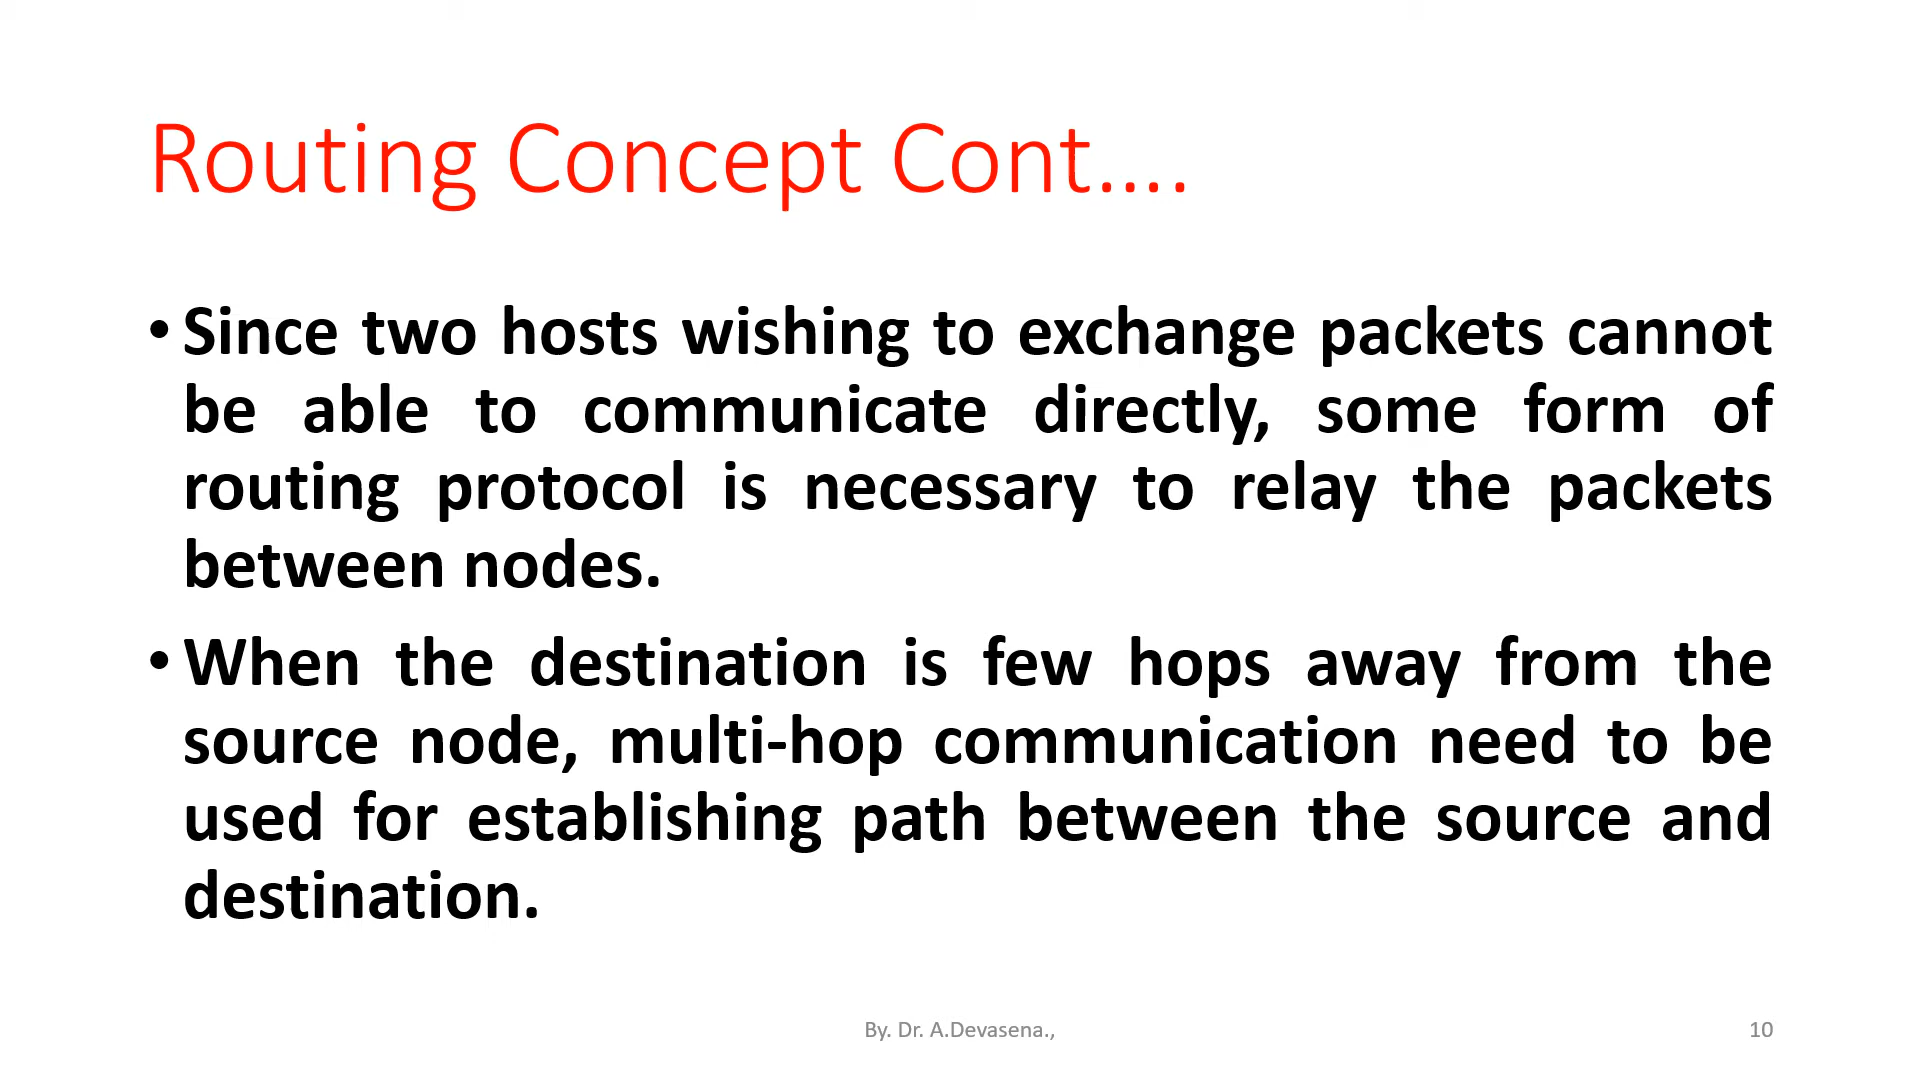 Routing Concept Cont....
• Since two hosts wishing to exchange packets cannot
be able to communicate directly, some form of
routing protocol is necessary to relay the packets
between nodes.
• When the destination is few hops away from the
source node, multi-hop communication need to be
used for establishing path between the source and
destination.
By. Dr. A.Devasena.,
10